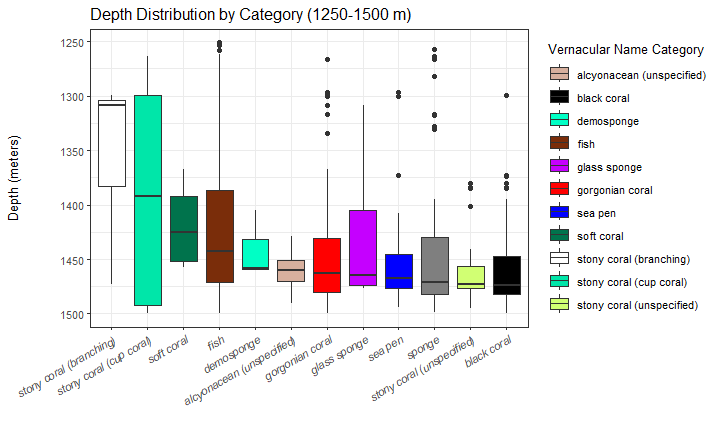 Depth Distribution by Category (1250-1500 m)
Depth (meters)
1250
1300
1350
1400
1450
1500
stony coral (branching)
stony coral (cup coral)
soft coral
fish
demosponge
alcyonacean (unspecified)
gorgonian coral
glass sponge
sea pen
sponge
stony coral (unspecified)
black coral
Vernacular Name Category
alcyonacean (unspecified)
black coral
demosponge
fish
glass sponge
gorgonian coral
sea pen
soft coral
stony coral (branching)
stony coral (cup coral)
stony coral (unspecified)